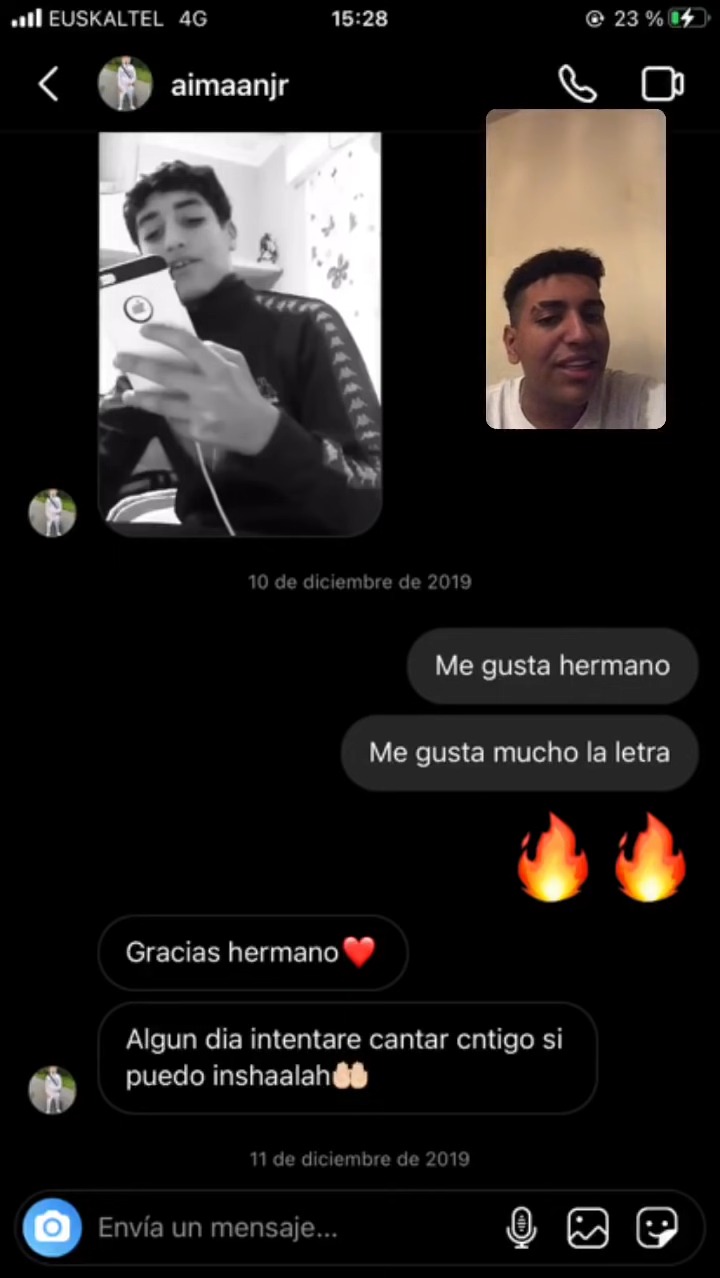 EUSKALTEL 4G 15:28 23 %
aimaanjr
10 de diciembre de 2019
Me gusta hermano
Me gusta mucho la letra
🔥 🔥
Gracias hermano❤️
Algun dia intentare cantar cntigo si
puedo inshaalah🤲🏻
11 de diciembre de 2019
Envía un mensaje...